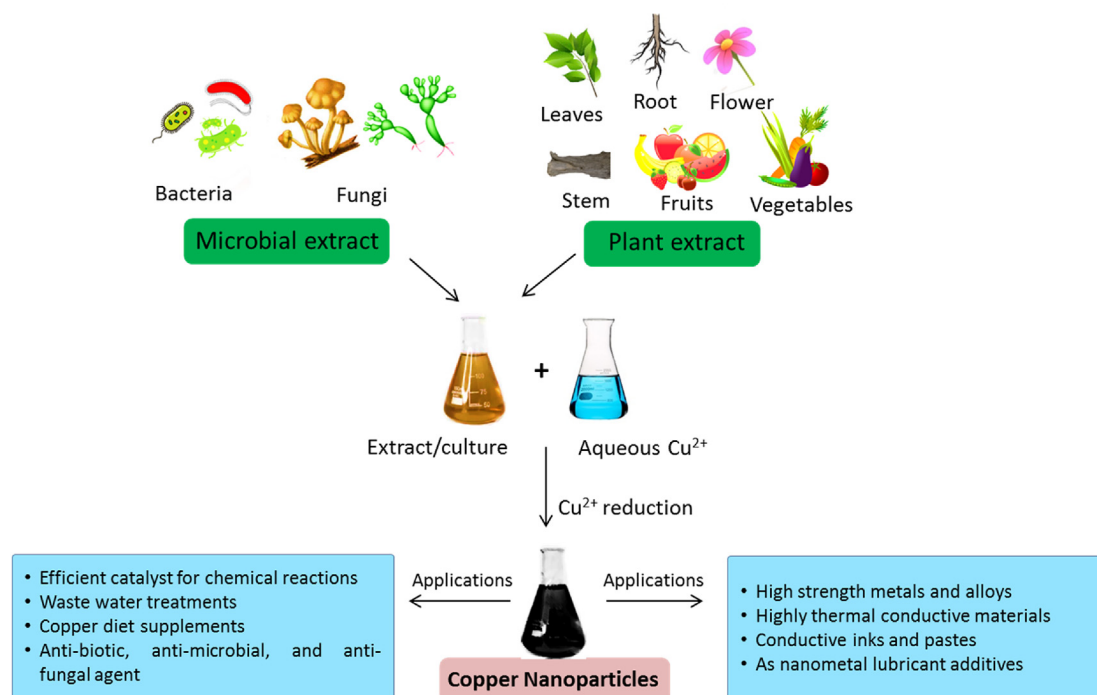 Leaves
Root
Flower
Bacteria
Fungi
Stem
Fruits
Vegetables
Microbial extract
Plant extract
+
Extract/culture
Aqueous Cu²⁺
Cu²⁺ reduction
• Efficient catalyst for chemical reactions
• Waste water treatments
• Copper diet supplements
• Anti-biotic, anti-microbial, and anti-
fungal agent
Applications
Applications
• High strength metals and alloys
• Highly thermal conductive materials
• Conductive inks and pastes
• As nanometal lubricant additives
Copper Nanoparticles